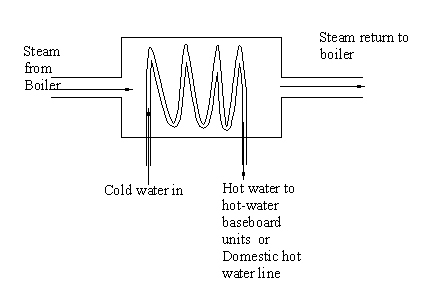 Steam
from
Boiler
Steam return to
boiler
Cold water in
Hot water to
hot-water
baseboard
units or
Domestic hot
water line